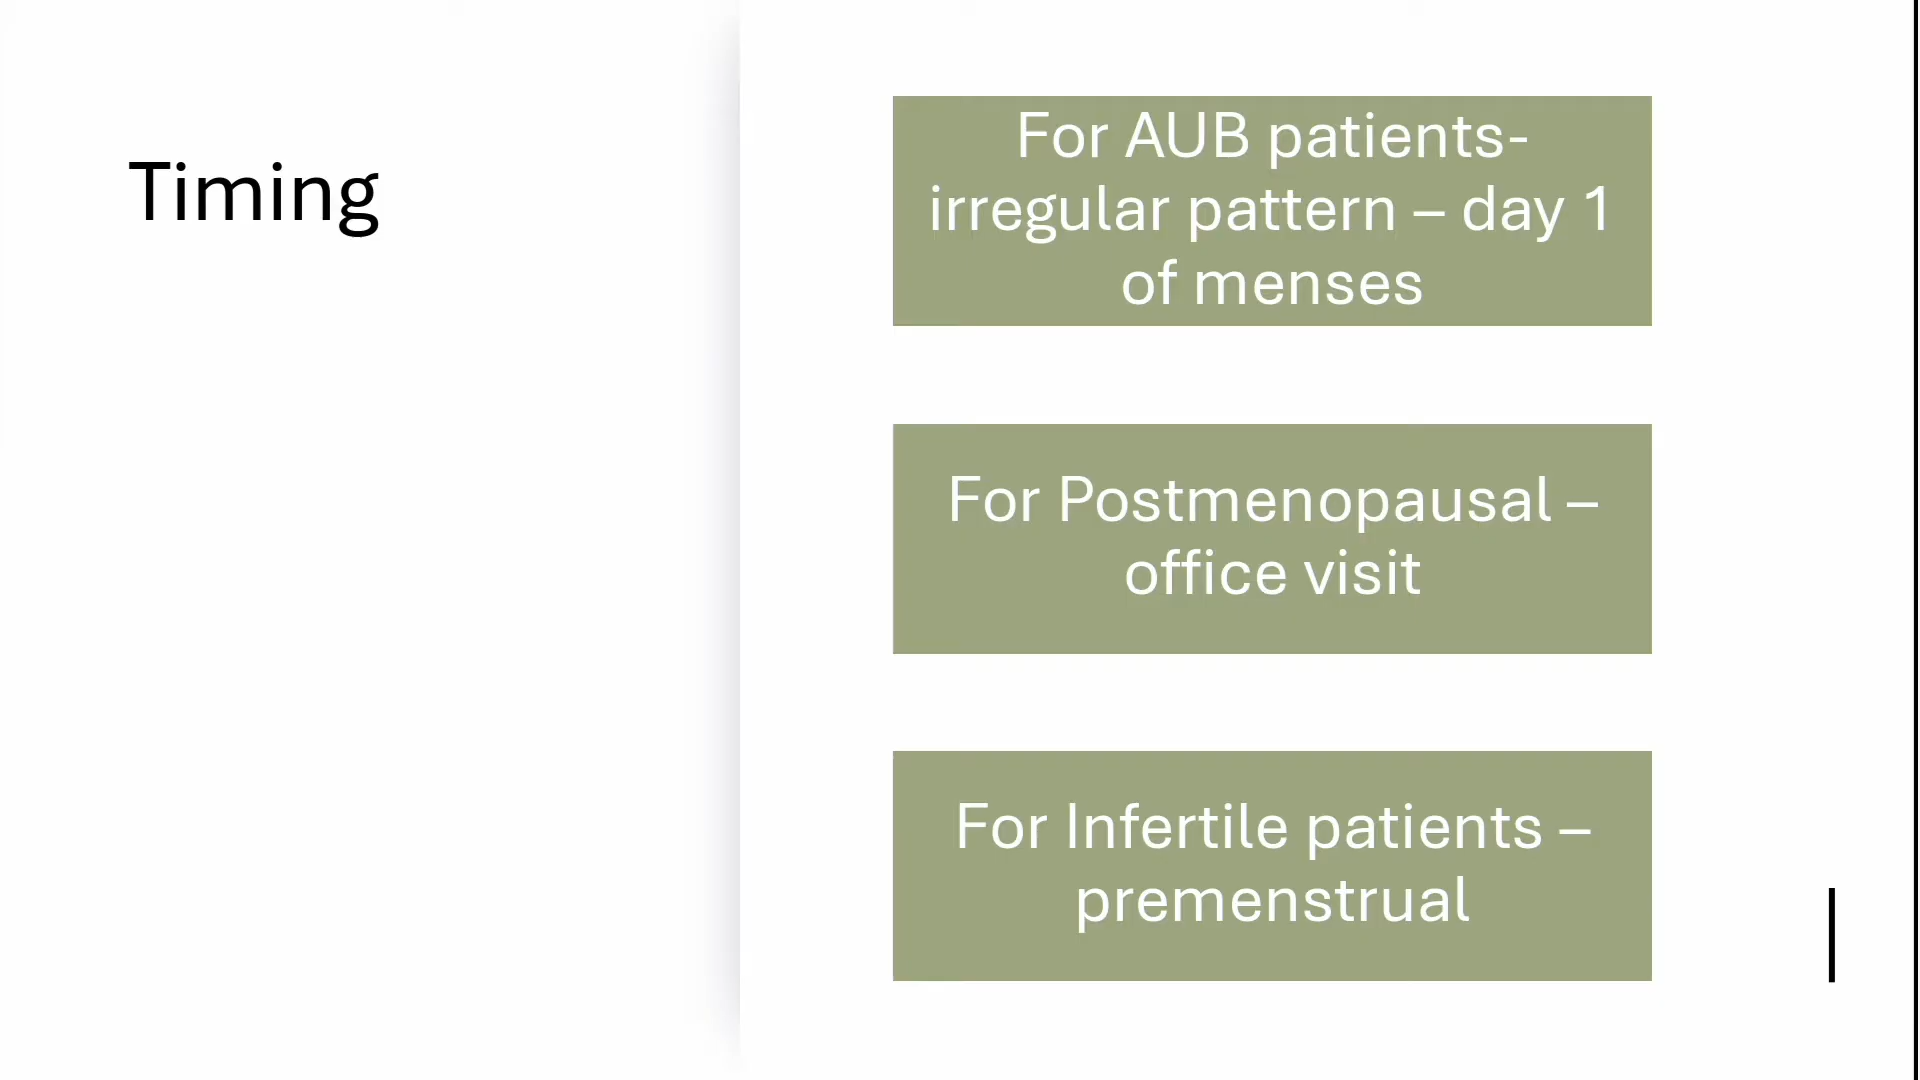 Timing
For AUB patients-
irregular pattern – day 1
of menses
For Postmenopausal –
office visit
For Infertile patients –
premenstrual